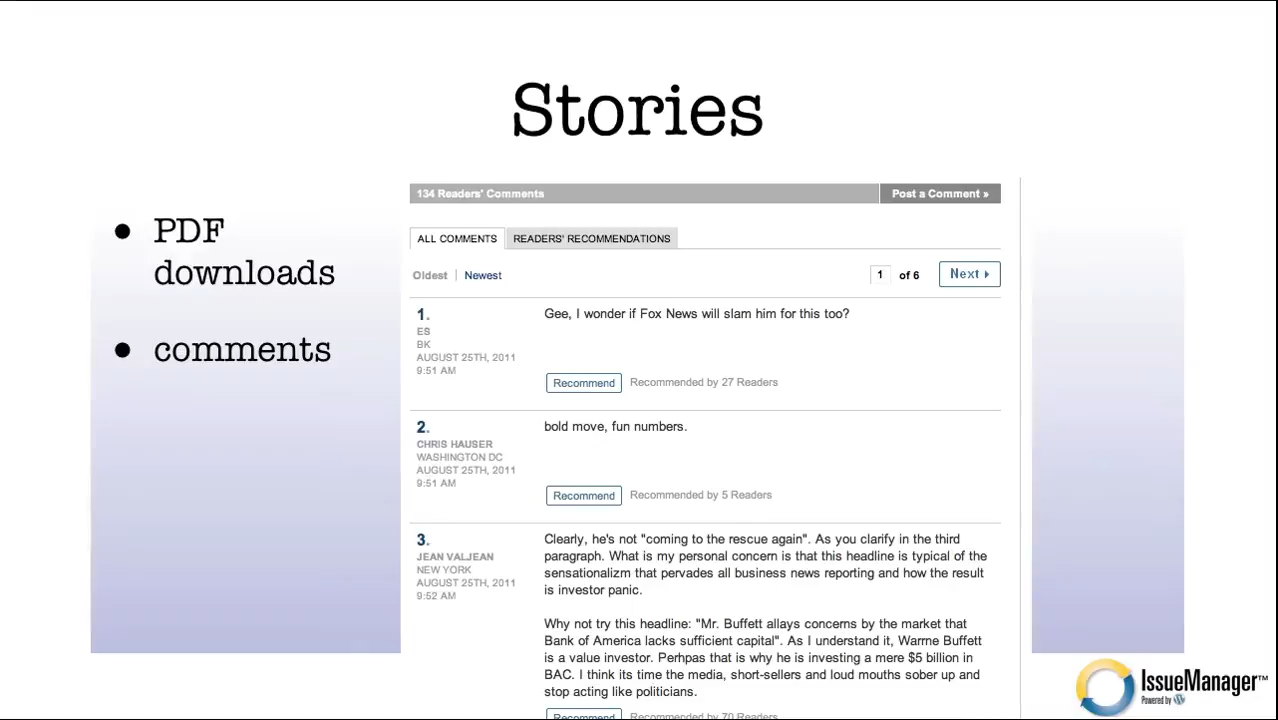 Stories
• PDF
downloads
• comments
134 Readers' Comments
Post a Comment »
ALL COMMENTS
READERS' RECOMMENDATIONS
Oldest | Newest
1 of 6
Next
1.
ES
BK
AUGUST 25TH, 2011
9:51 AM
Gee, I wonder if Fox News will slam him for this too?
Recommend
Recommended by 27 Readers
2.
CHRIS HAUSER
WASHINGTON DC
AUGUST 25TH, 2011
9:51 AM
bold move, fun numbers.
Recommend
Recommended by 5 Readers
3.
JEAN VALJEAN
NEW YORK
AUGUST 25TH, 2011
9:52 AM
Clearly, he's not "coming to the rescue again". As you clarify in the third
paragraph. What is my personal concern is that this headline is typical of the
sensationalizm that pervades all business news reporting and how the result
is investor panic.
Why not try this headline: "Mr. Buffett allays concerns by the market that
Bank of America lacks sufficient capital". As I understand it, Warrne Buffett
is a value investor. Perhpas that is why he is investing a mere $5 billion in
BAC. I think its time the media, short-sellers and loud mouths sober up and
stop acting like politicians.
Recommend
Recommended by 70 Readers
IssueManager™
Powered by